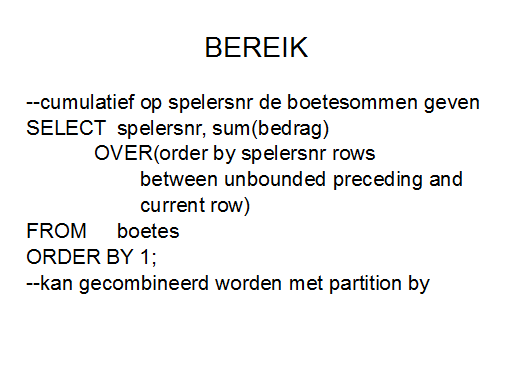 BEREIK
--cumulatief op spelersnr de boetesommen geven
SELECT spelersnr, sum(bedrag)
OVER(order by spelersnr rows
between unbounded preceding and
current row)
FROM boetes
ORDER BY 1;
--kan gecombineerd worden met partition by